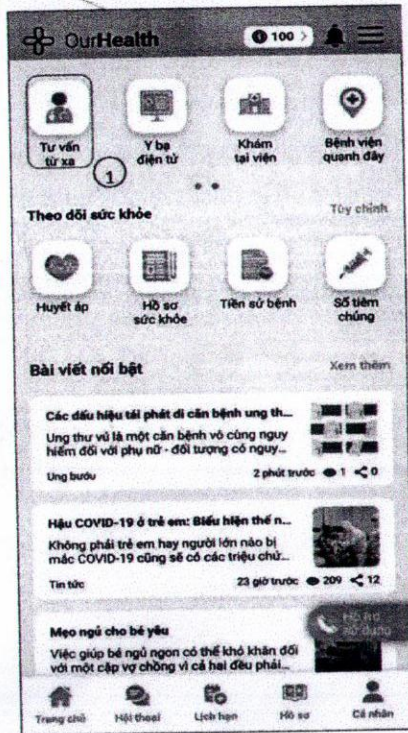 OurHealth
100 >
Tư vấn từ xa
Y bạ điện tử
Khám tại viện
Bệnh viện quanh đây
1
Theo dõi sức khỏe
Tùy chỉnh
Huyết áp
Hồ sơ sức khỏe
Tiền sử bệnh
Sổ tiêm chủng
Bài viết nổi bật
Xem thêm
Các dấu hiệu tái phát di căn bệnh ung th...
Ung thư vú là một căn bệnh vô cùng nguy
hiểm đối với phụ nữ - đối tượng có nguy...
Ung bướu
2 phút trước 1 0
Hậu COVID-19 ở trẻ em: Biểu hiện thế n...
Không phải trẻ em hay người lớn nào bị
mắc COVID-19 cũng sẽ có các triệu chứ...
Tin tức
23 giờ trước 209 12
Hỗ trợ
sử dụng
Mẹo ngủ cho bé yêu
Việc giúp bé ngủ ngon có thể khó khăn đối
với một cặp vợ chồng vì cả hai đều phải...
Trang chủ
Hội thoại
Lịch hẹn
Hồ sơ
Cá nhân